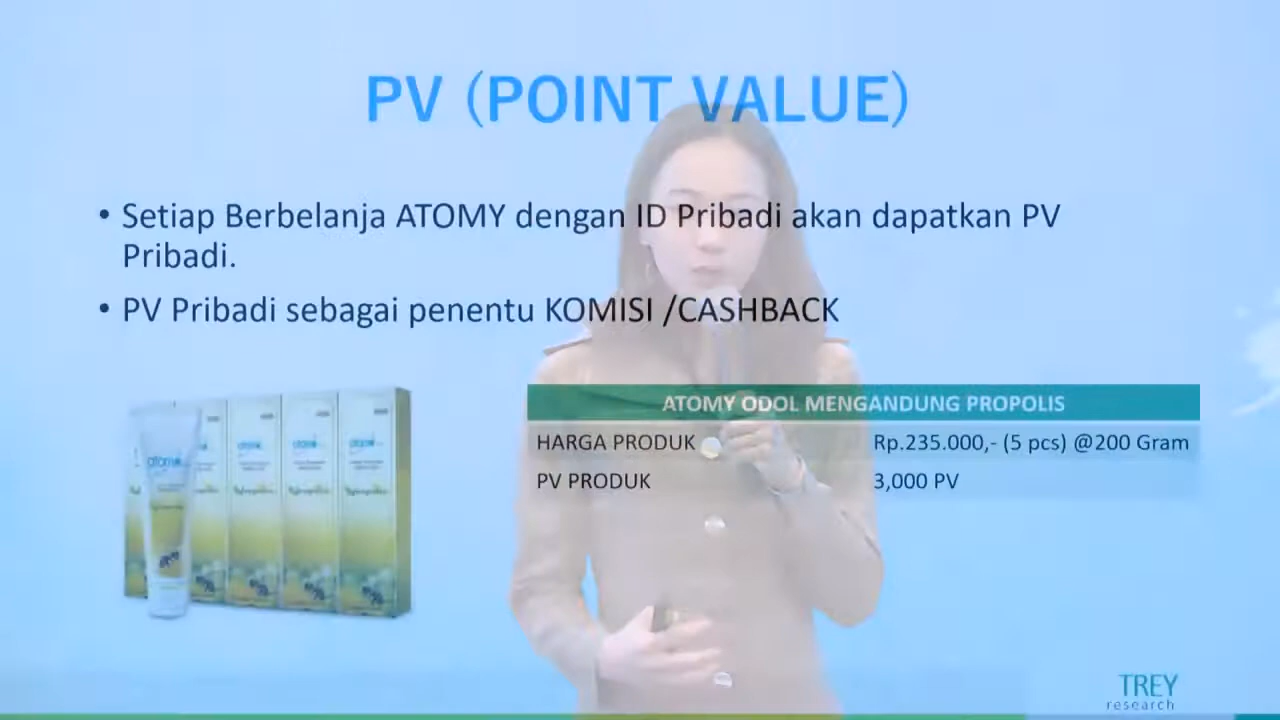 PV (POINT VALUE)
• Setiap Berbelanja ATOMY dengan ID Pribadi akan dapatkan PV
Pribadi.
• PV Pribadi sebagai penentu KOMISI /CASHBACK
ATOMY ODOL MENGANDUNG PROPOLIS
HARGA PRODUK Rp.235.000,- (5 pcs) @200 Gram
PV PRODUK 3,000 PV
TREY
research